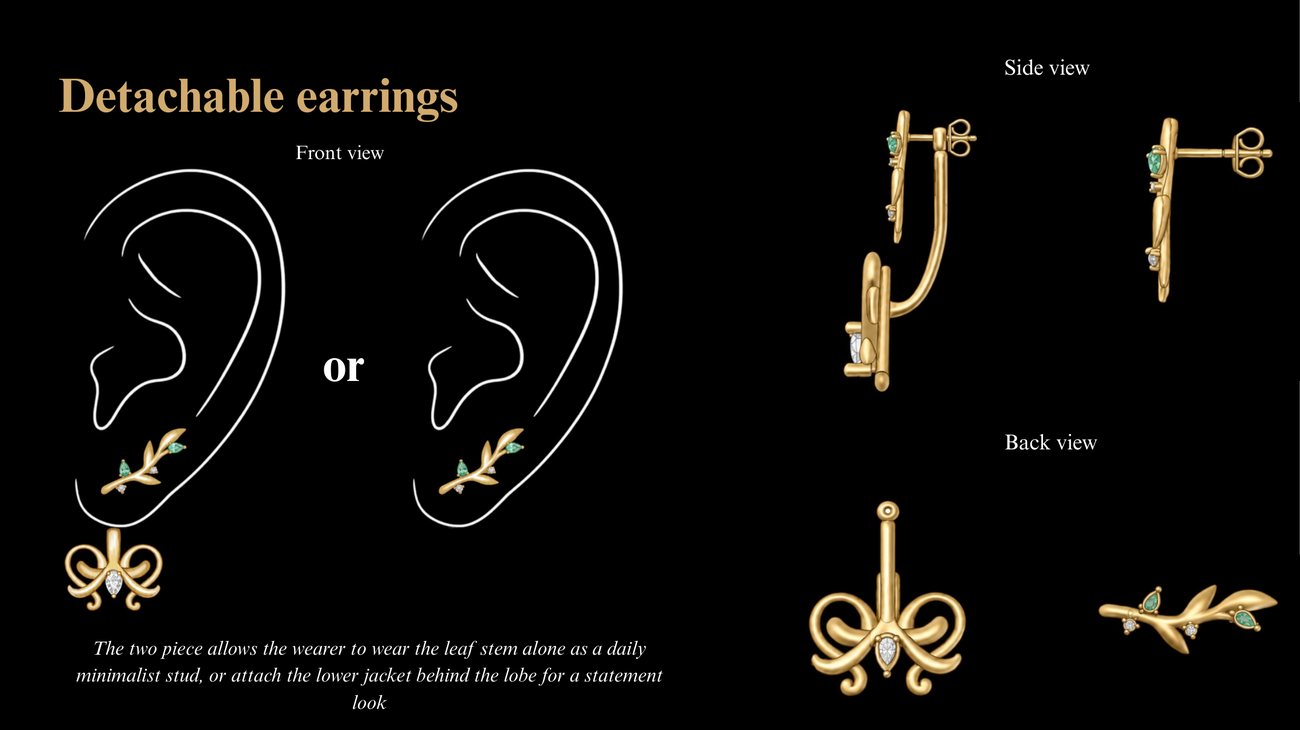 Detachable earrings
Front view
or
The two piece allows the wearer to wear the leaf stem alone as a daily
minimalist stud, or attach the lower jacket behind the lobe for a statement
look
Side view
Back view